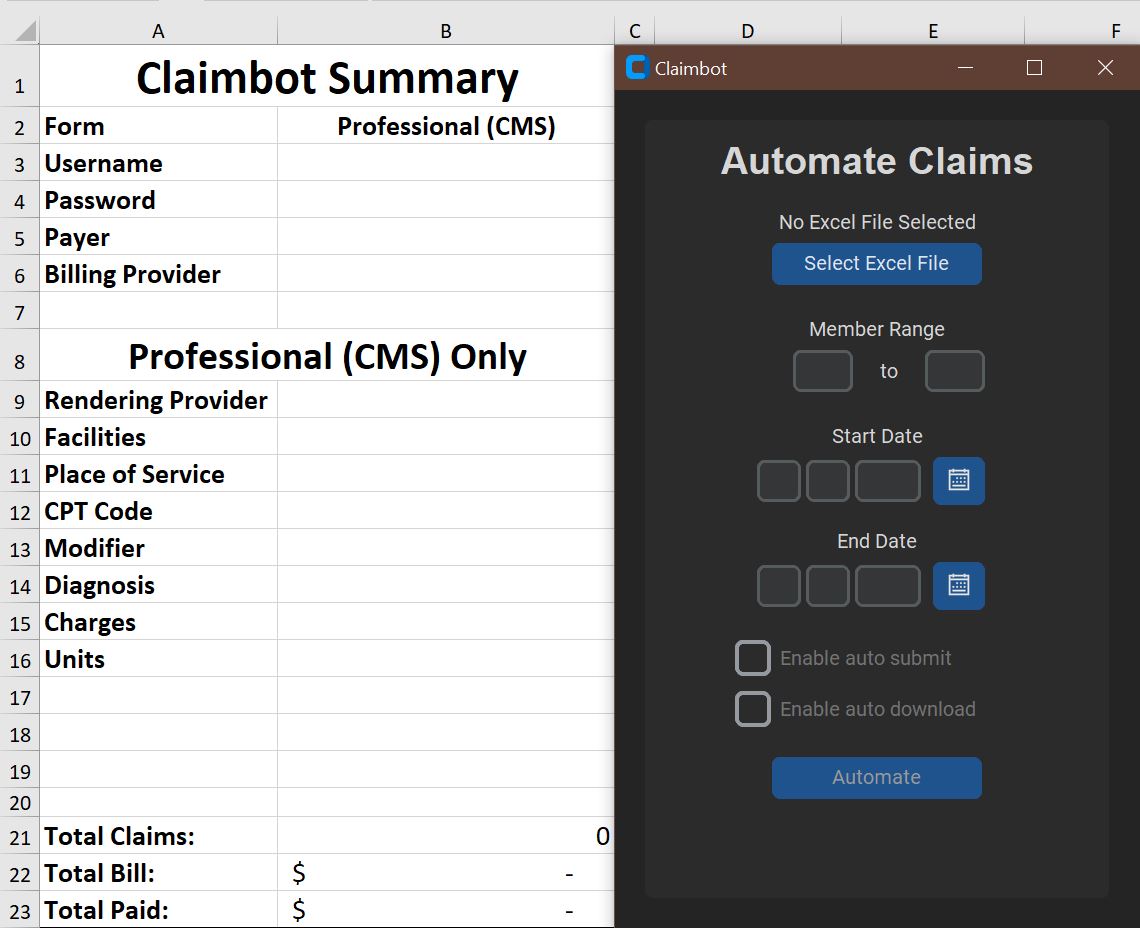 A B C D E F
1 Claimbot Summary
2 Form Professional (CMS)
3 Username
4 Password
5 Payer
6 Billing Provider
7
8 Professional (CMS) Only
9 Rendering Provider
10 Facilities
11 Place of Service
12 CPT Code
13 Modifier
14 Diagnosis
15 Charges
16 Units
17
18
19
20
21 Total Claims: 0
22 Total Bill: $ -
23 Total Paid: $ -
Claimbot
Automate Claims
No Excel File Selected
Select Excel File
Member Range
to
Start Date
End Date
Enable auto submit
Enable auto download
Automate